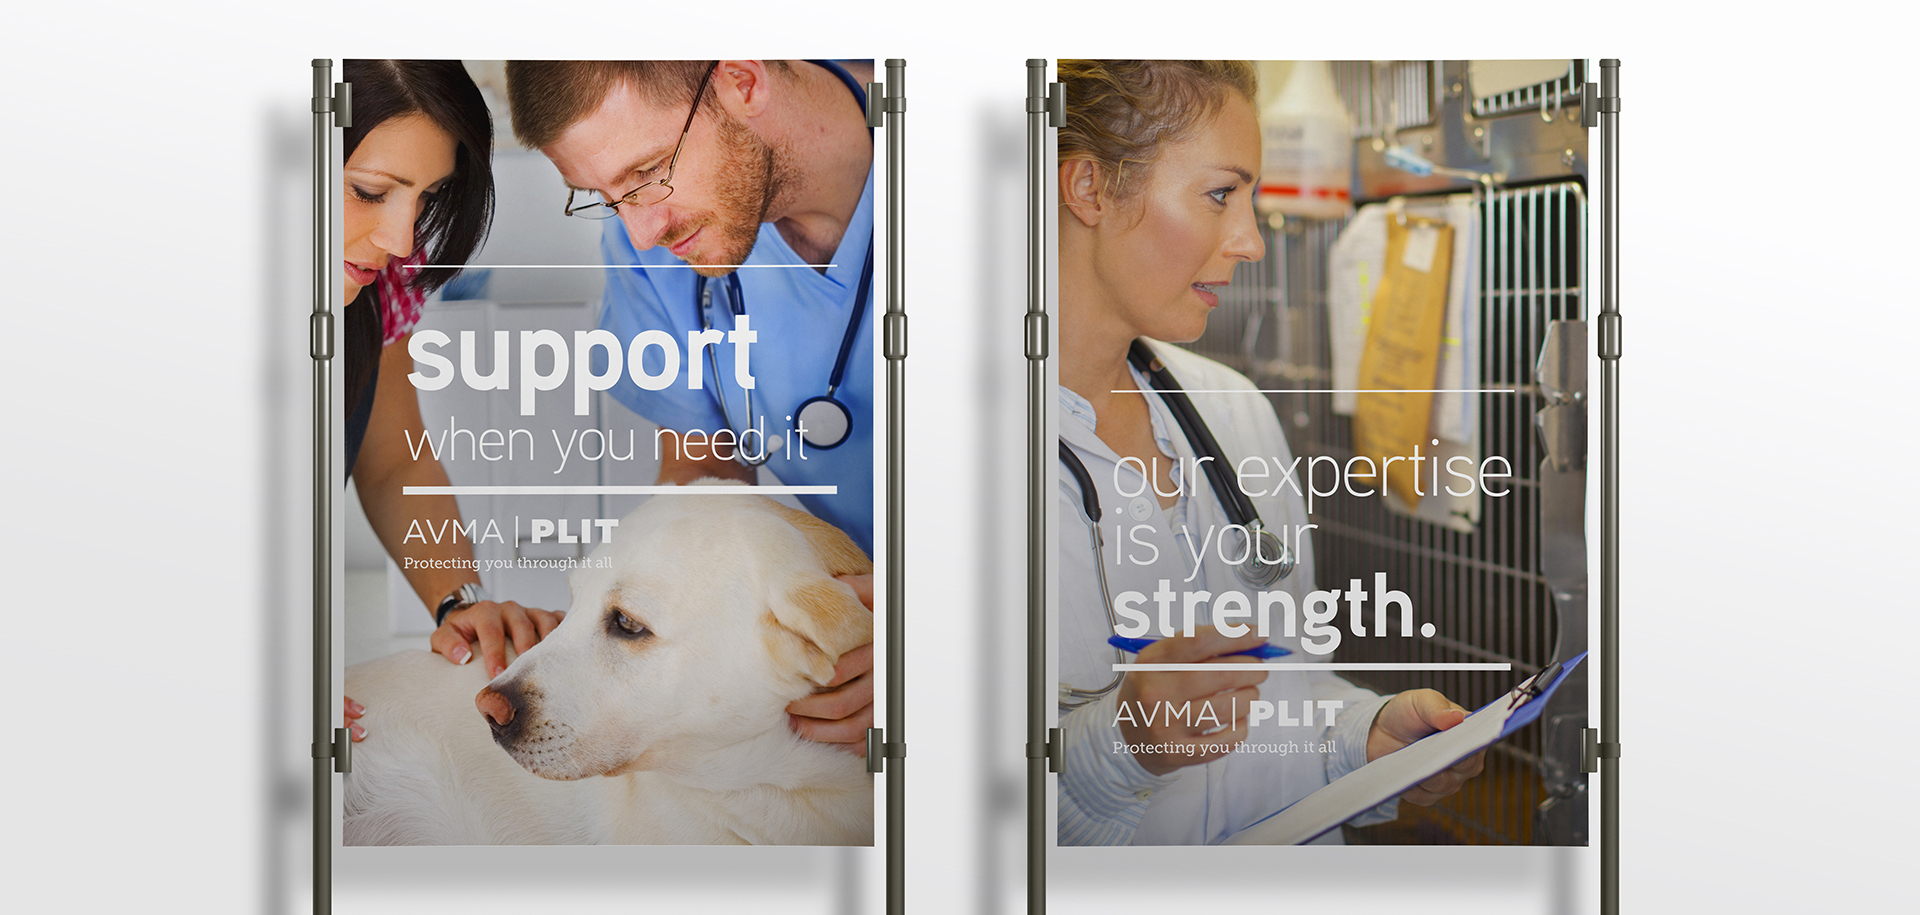 support
when you need it
AVMA | PLIT
Protecting you through it all
our expertise
is your
strength.
AVMA | PLIT
Protecting you through it all